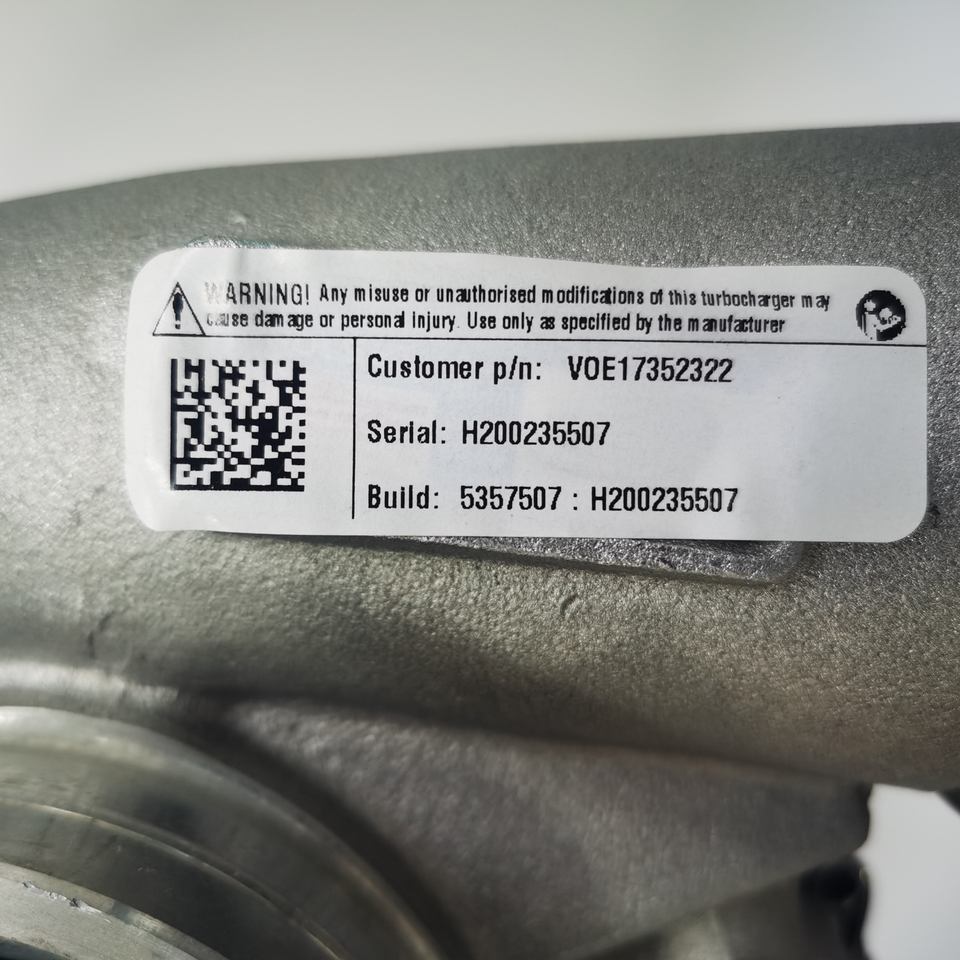 WARNING! Any misuse or unauthorised modifications of this turbocharger may
cause damage or personal injury. Use only as specified by the manufacturer
Customer p/n: VOE17352322
Serial: H200235507
Build: 5357507 : H200235507